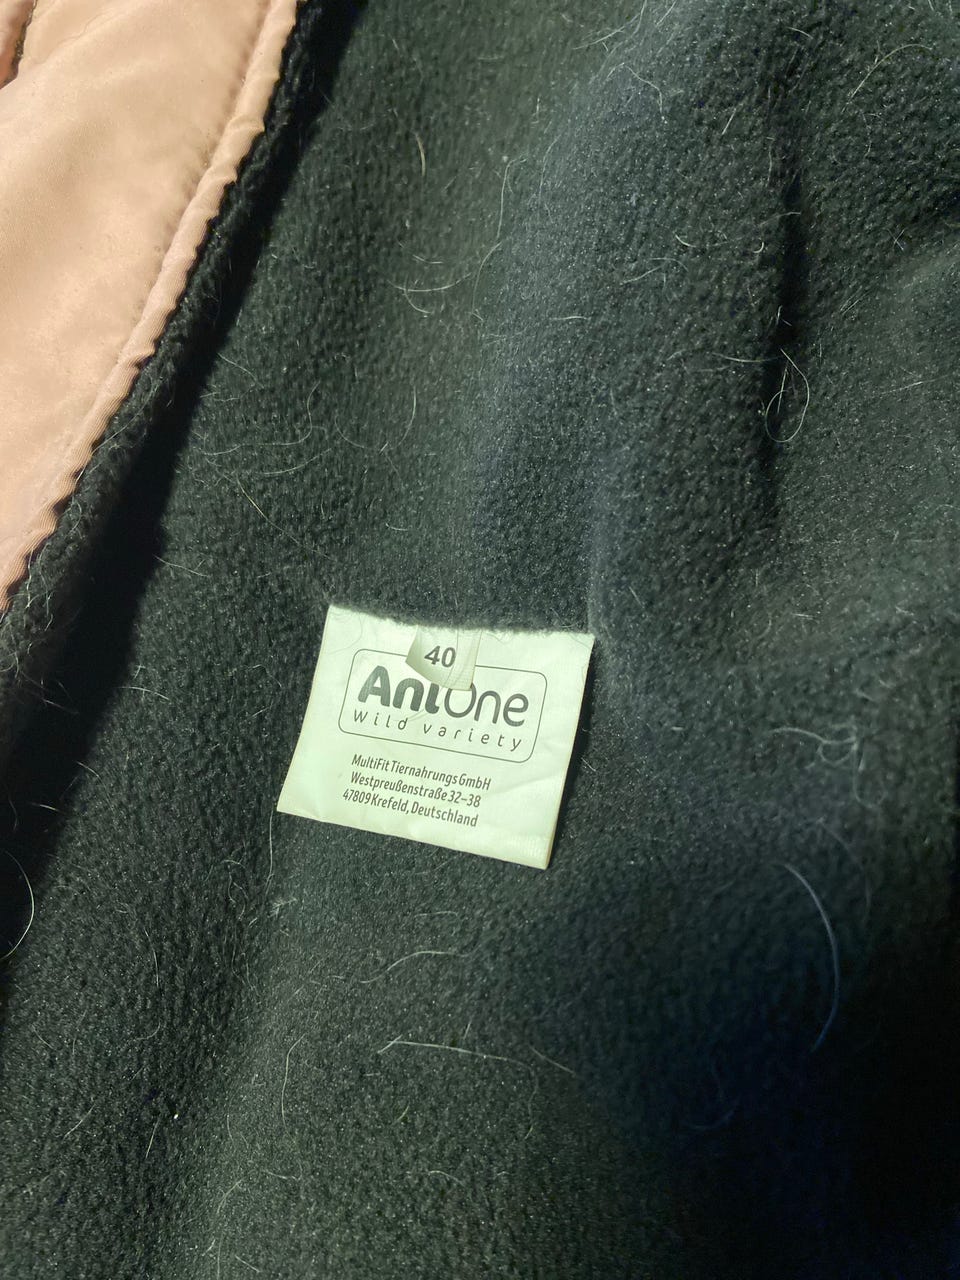 40
AniOne
Wild variety
MultiFit Tiernahrungs GmbH
Westpreußenstraße 32–38
47809 Krefeld, Deutschland